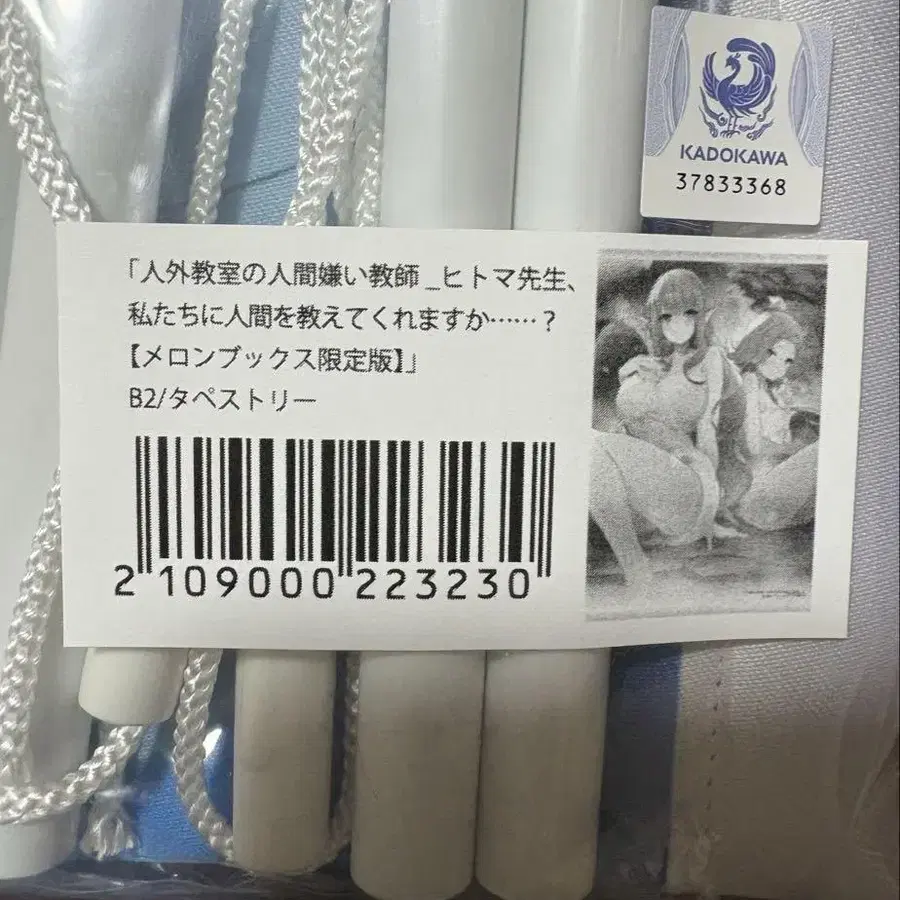 KADOKAWA
37833368
「人外教室の人間嫌い教師_ヒトマ先生、
私たちに人間を教えてくれますか……？
【メロンブックス限定版】」
B2/タペストリー
2 109000 223230